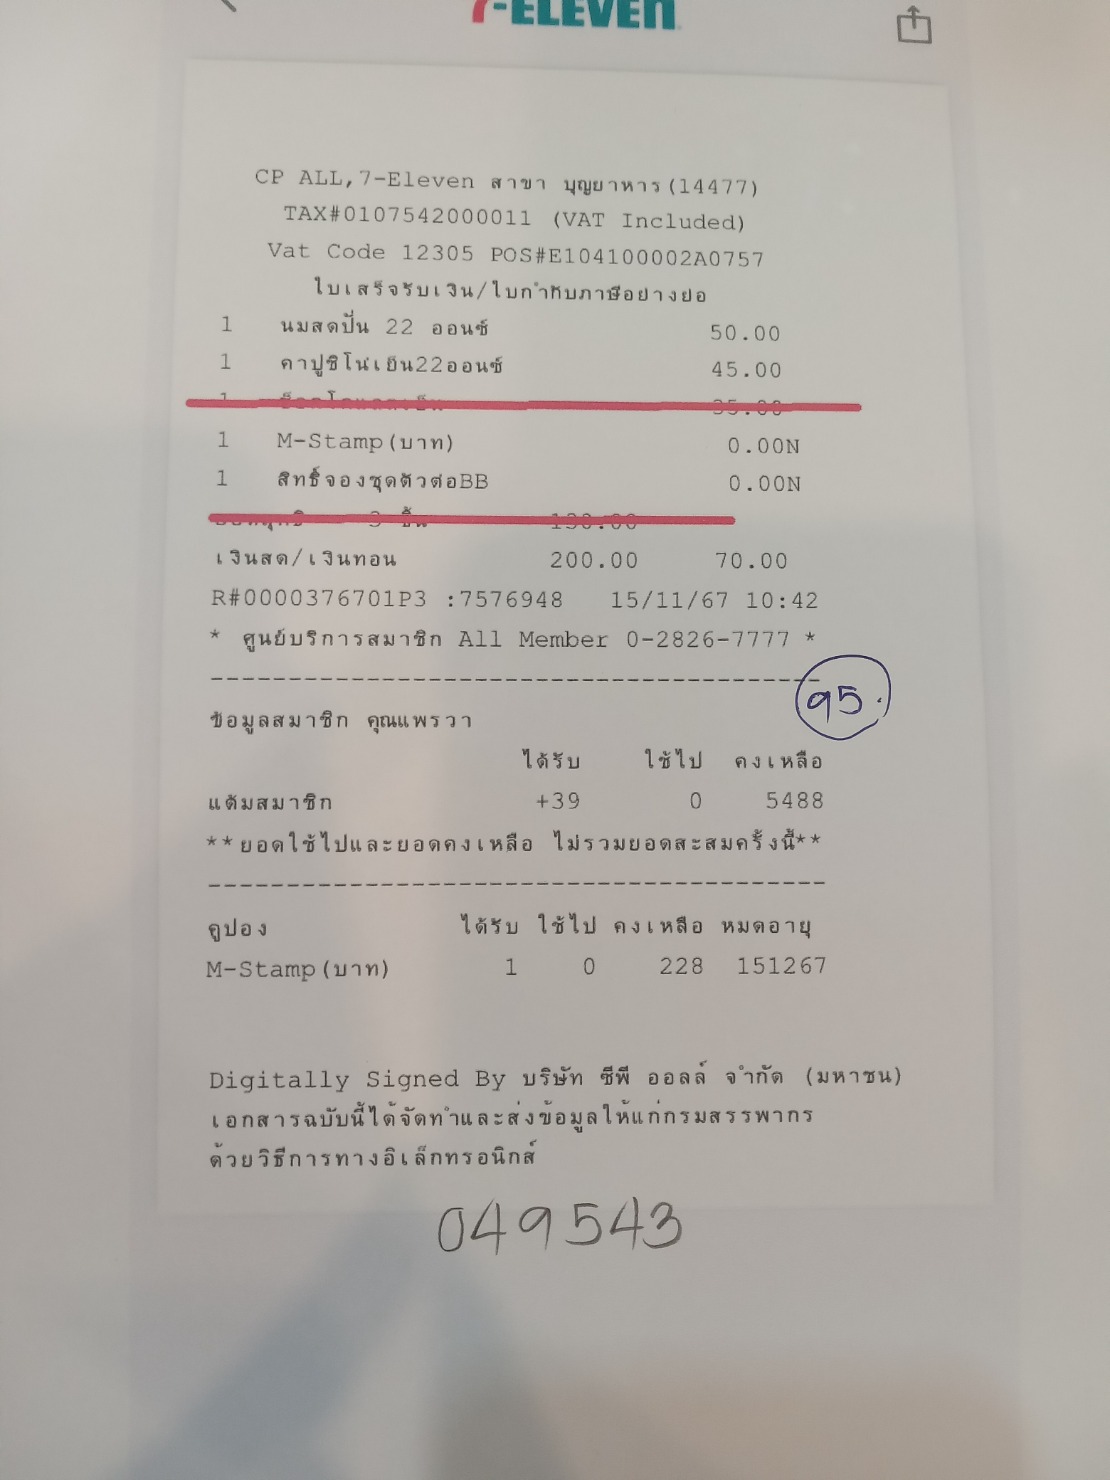 7-ELEVEN
CP ALL,7-Eleven สาขา บุญยาหาร(14477)
TAX#0107542000011 (VAT Included)
Vat Code 12305 POS#E104100002A0757
ใบเสร็จรับเงิน/ใบกำกับภาษีอย่างย่อ
1 นมสดปั่น 22 ออนซ์ 50.00
1 คาปูชิโน่เย็น22ออนซ์ 45.00
1 35.00
1 M-Stamp(บาท) 0.00N
1 สิทธิ์จองชุดตัวต่อBB 0.00N
3 ชิ้น 130.00
เงินสด/เงินทอน 200.00 70.00
R#0000376701P3 :7576948 15/11/67 10:42
* ศูนย์บริการสมาชิก All Member 0-2826-7777 *
95.
ข้อมูลสมาชิก คุณแพรวา
ได้รับ ใช้ไป คงเหลือ
แต้มสมาชิก +39 0 5488
**ยอดใช้ไปและยอดคงเหลือ ไม่รวมยอดสะสมครั้งนี้**
คูปอง ได้รับ ใช้ไป คงเหลือ หมดอายุ
M-Stamp(บาท) 1 0 228 151267
Digitally Signed By บริษัท ซีพี ออลล์ จำกัด (มหาชน)
เอกสารฉบับนี้ได้จัดทำและส่งข้อมูลให้แก่กรมสรรพากร
ด้วยวิธีการทางอิเล็กทรอนิกส์
049543